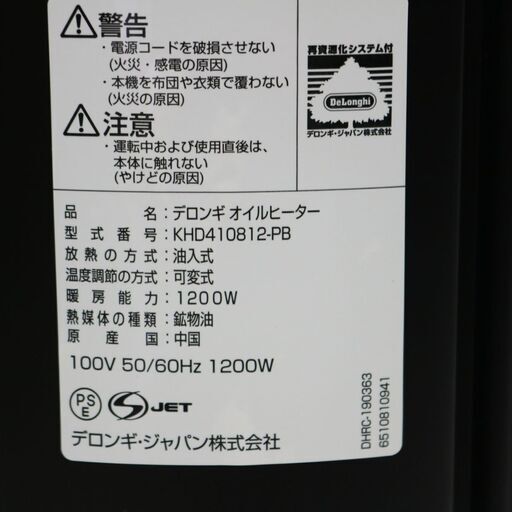 警告
・電源コードを破損させない
(火災・感電の原因)
・本機を布団や衣類で覆わない
(火災の原因)
注意
・運転中および使用直後は、
本体に触れない
(やけどの原因)
再資源化システム付
DeLonghi
デロンギ・ジャパン株式会社
品名：デロンギ オイルヒーター
型式番号：KHD410812-PB
放熱の方式：油入式
温度調節の方式：可変式
暖房能力：1200W
熱媒体の種類：鉱物油
原産国：中国
100V 50/60Hz 1200W
PS
E
S JET
デロンギ・ジャパン株式会社
DHRC-190363
6510810941